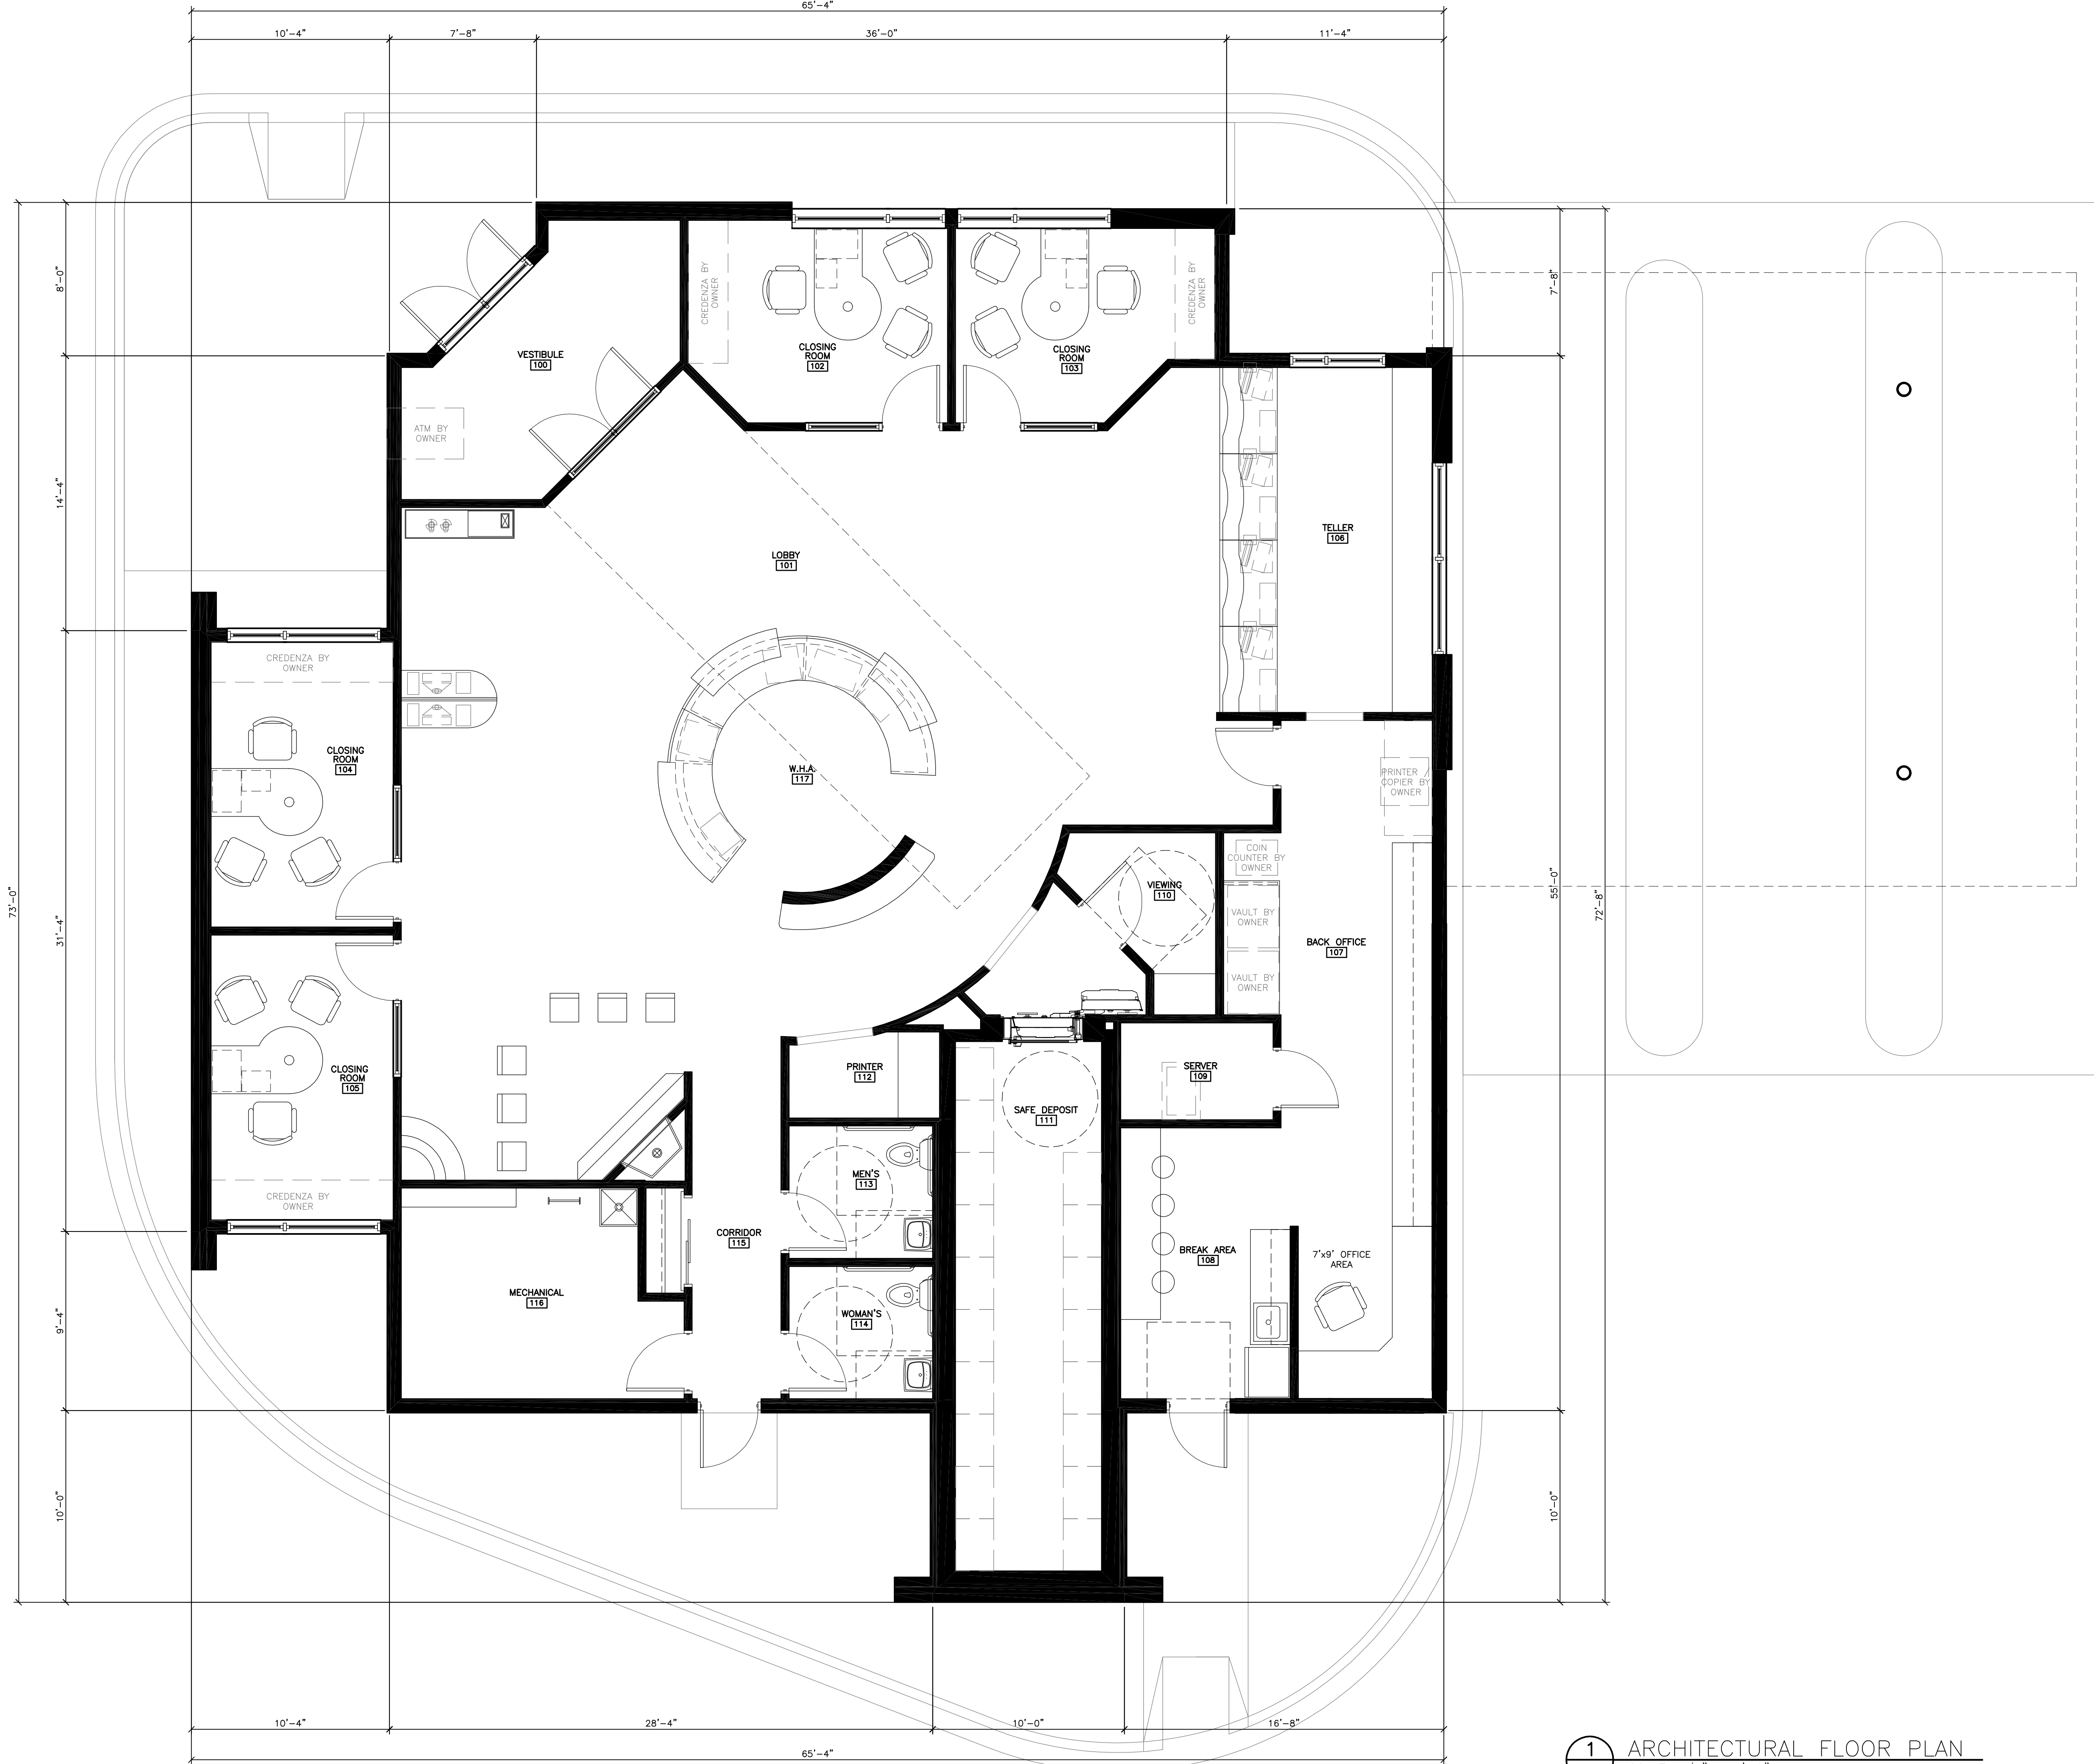 65'-4"
10'-4"
7'-8"
36'-0"
11'-4"
8'-0"
7'-8"
CREDENZA BY
OWNER
CREDENZA BY
OWNER
VESTIBULE
100
CLOSING
ROOM
102
CLOSING
ROOM
103
ATM BY
OWNER
14'-4"
TELLER
106
LOBBY
101
CREDENZA BY
OWNER
CLOSING
ROOM
104
W.H.A.
117
PRINTER /
COPIER BY
OWNER
COIN
COUNTER BY
OWNER
VIEWING
110
VAULT BY
OWNER
73'-0"
31'-4"
55'-0"
72'-8"
BACK OFFICE
107
VAULT BY
OWNER
CLOSING
ROOM
105
PRINTER
112
SERVER
109
SAFE DEPOSIT
111
MEN'S
113
CREDENZA BY
OWNER
CORRIDOR
115
BREAK AREA
108
7'x9' OFFICE
AREA
MECHANICAL
116
WOMAN'S
114
9'-4"
10'-0"
10'-0"
10'-4"
28'-4"
10'-0"
16'-8"
65'-4"
1
ARCHITECTURAL FLOOR PLAN